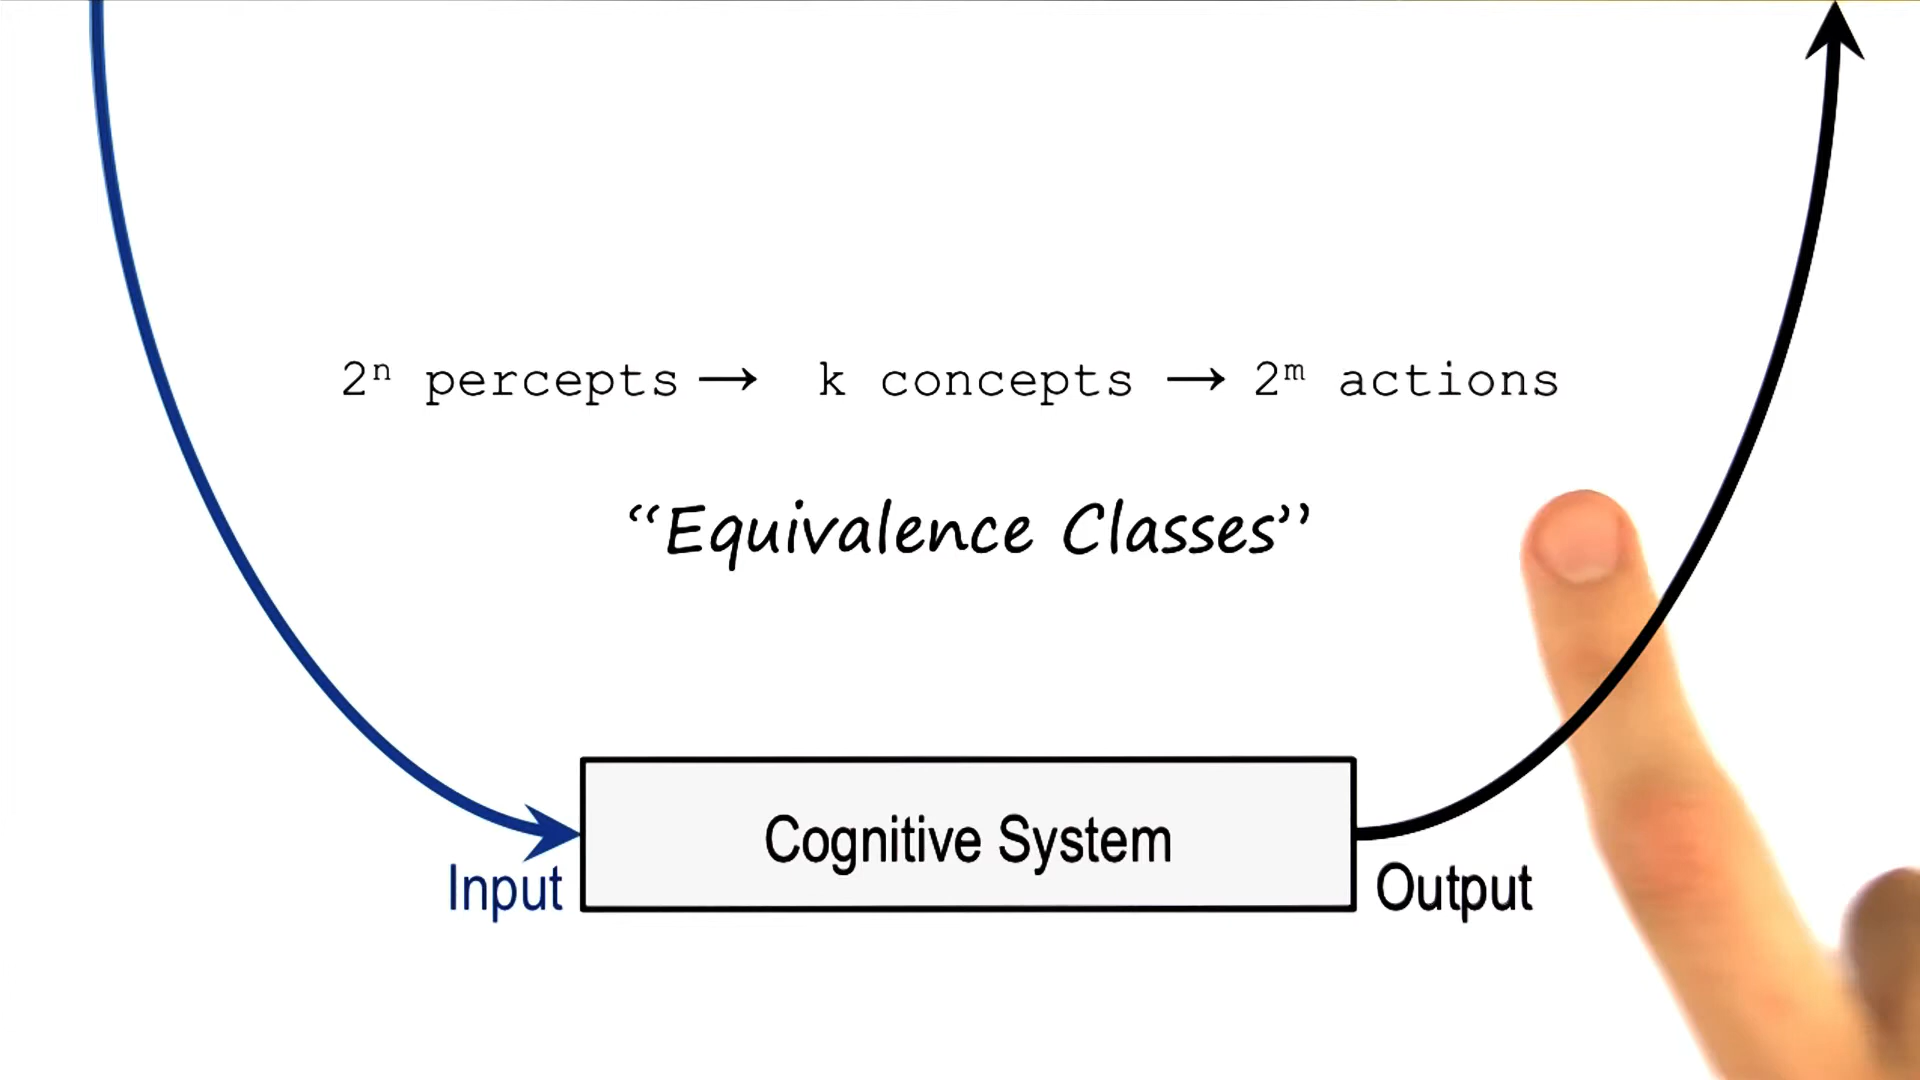 2ⁿ percepts → k concepts → 2ᵐ actions
“Equivalence Classes”
Cognitive System
Input
Output